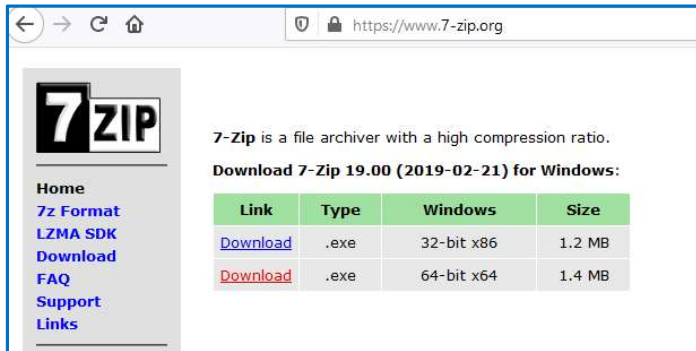 https://www.7-zip.org
7ZIP
Home
7z Format
LZMA SDK
Download
FAQ
Support
Links
7-Zip is a file archiver with a high compression ratio.
Download 7-Zip 19.00 (2019-02-21) for Windows:
Link Type Windows Size
Download .exe 32-bit x86 1.2 MB
Download .exe 64-bit x64 1.4 MB